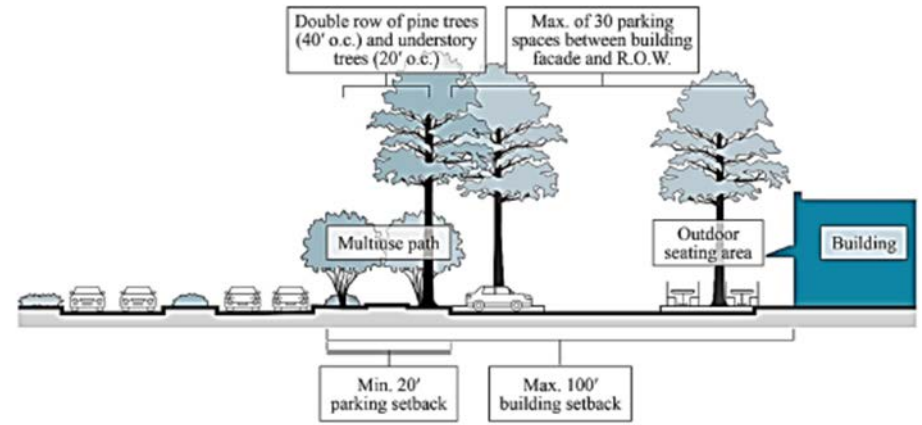 Double row of pine trees
(40' o.c.) and understory
trees (20' o.c.)
Max. of 30 parking
spaces between building
facade and R.O.W.
Multiuse path
Outdoor
seating area
Building
Min. 20'
parking setback
Max. 100'
building setback